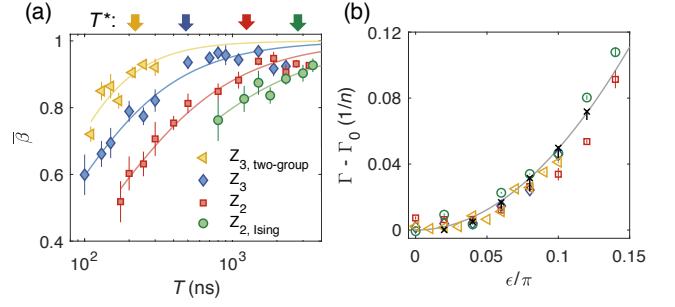 (a)
T*:
1
0.8
0.6
0.4
β̅
10²
10³
T (ns)
Z3, two-group
Z3
Z2
Z2, Ising
(b)
0.12
0.08
0.04
0
Γ - Γ0 (1/n)
0
0.05
0.10
0.15
ϵ/π